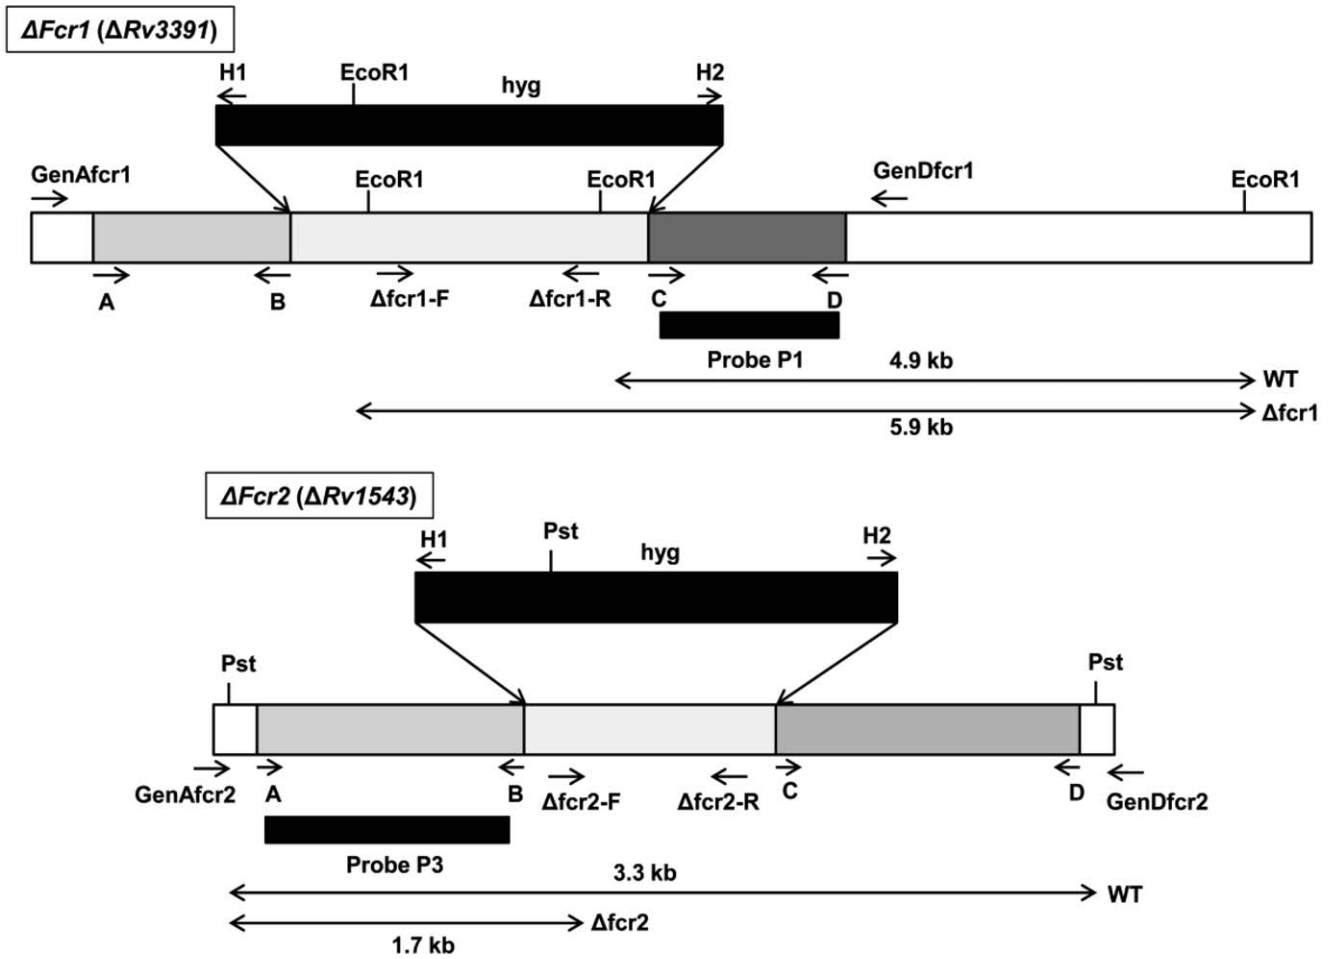 ΔFcr1 (ΔRv3391)
H1 EcoR1 hyg H2
GenAfcr1 EcoR1 EcoR1 GenDfcr1 EcoR1
A B Δfcr1-F Δfcr1-R C D
Probe P1 4.9 kb WT
Δfcr1
5.9 kb
ΔFcr2 (ΔRv1543)
H1 Pst hyg H2
Pst Pst
GenAfcr2 A B Δfcr2-F Δfcr2-R C D GenDfcr2
Probe P3 3.3 kb WT
Δfcr2
1.7 kb